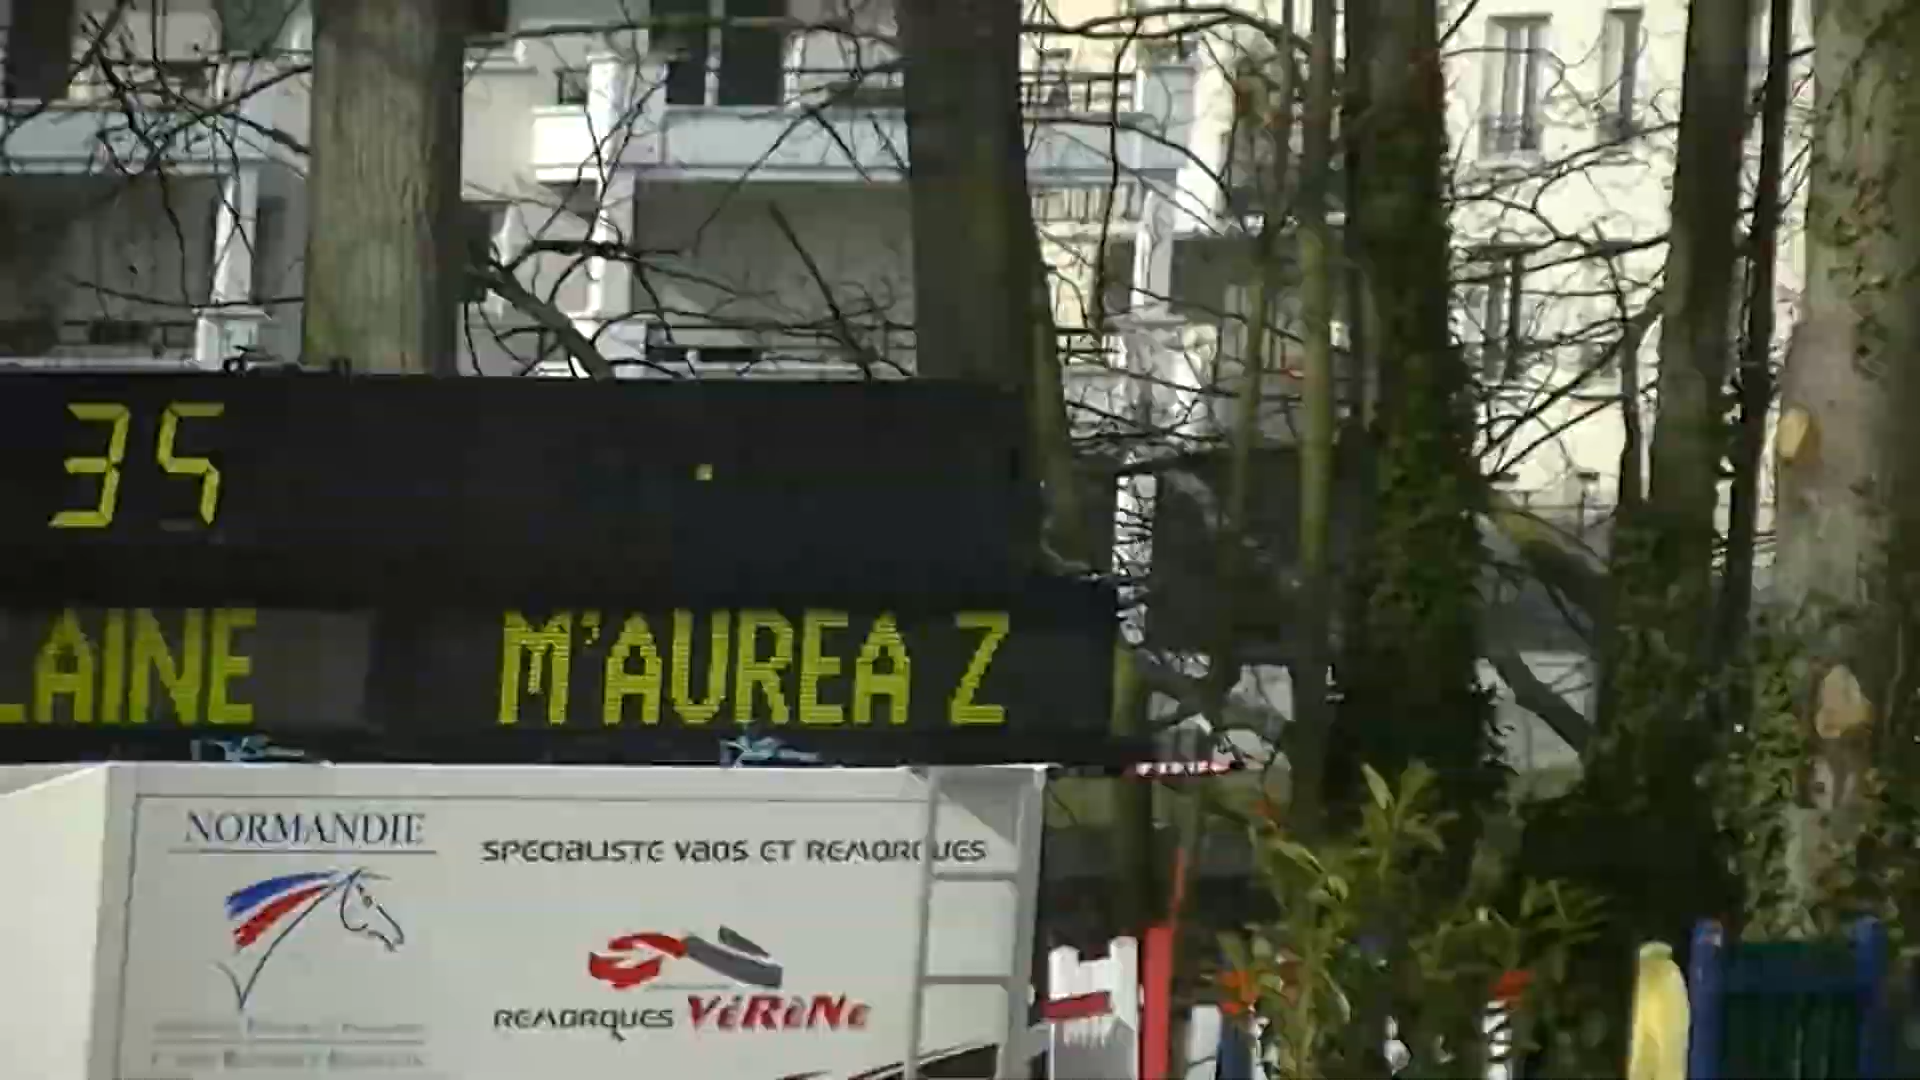 35
LAINE M'AUREA Z
NORMANDIE
SPECIALISTE VANS ET REMORQUES
REMORQUES VÉRÈNE